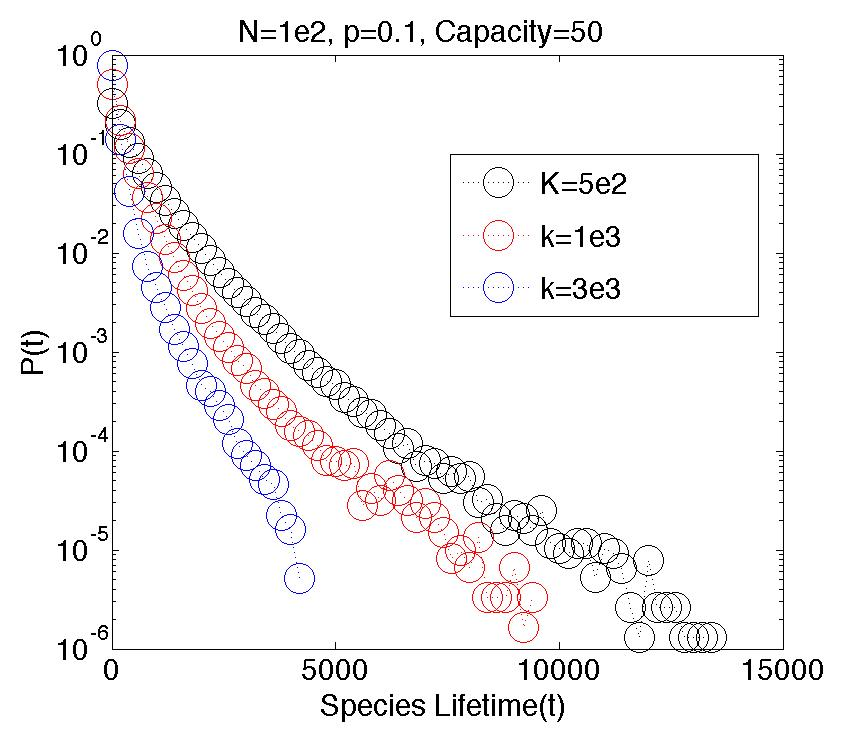 N=1e2, p=0.1, Capacity=50
10^0
10^-1
10^-2
10^-3
10^-4
10^-5
10^-6
P(t)
K=5e2
k=1e3
k=3e3
0 5000 10000 15000
Species Lifetime(t)